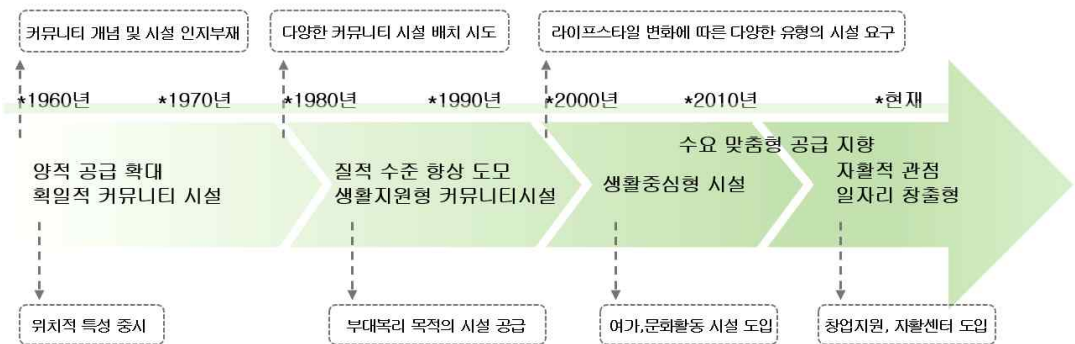 커뮤니티 개념 및 시설 인지부재
다양한 커뮤니티 시설 배치 시도
라이프스타일 변화에 따른 다양한 유형의 시설 요구
*1960년
*1970년
*1980년
*1990년
*2000년
*2010년
*현재
양적 공급 확대
획일적 커뮤니티 시설
질적 수준 향상 도모
생활지원형 커뮤니티시설
수요 맞춤형 공급 지향
생활중심형 시설
자활적 관점
일자리 창출형
위치적 특성 중시
부대복리 목적의 시설 공급
여가,문화활동 시설 도입
창업지원, 자활센터 도입